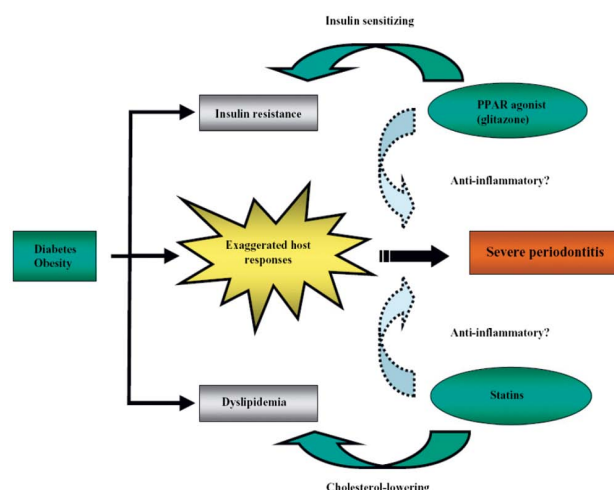 Insulin sensitizing
Insulin resistance
PPAR agonist
(glitazone)
Anti-inflammatory?
Diabetes
Obesity
Exaggerated host
responses
Severe periodontitis
Anti-inflammatory?
Dyslipidemia
Statins
Cholesterol-lowering